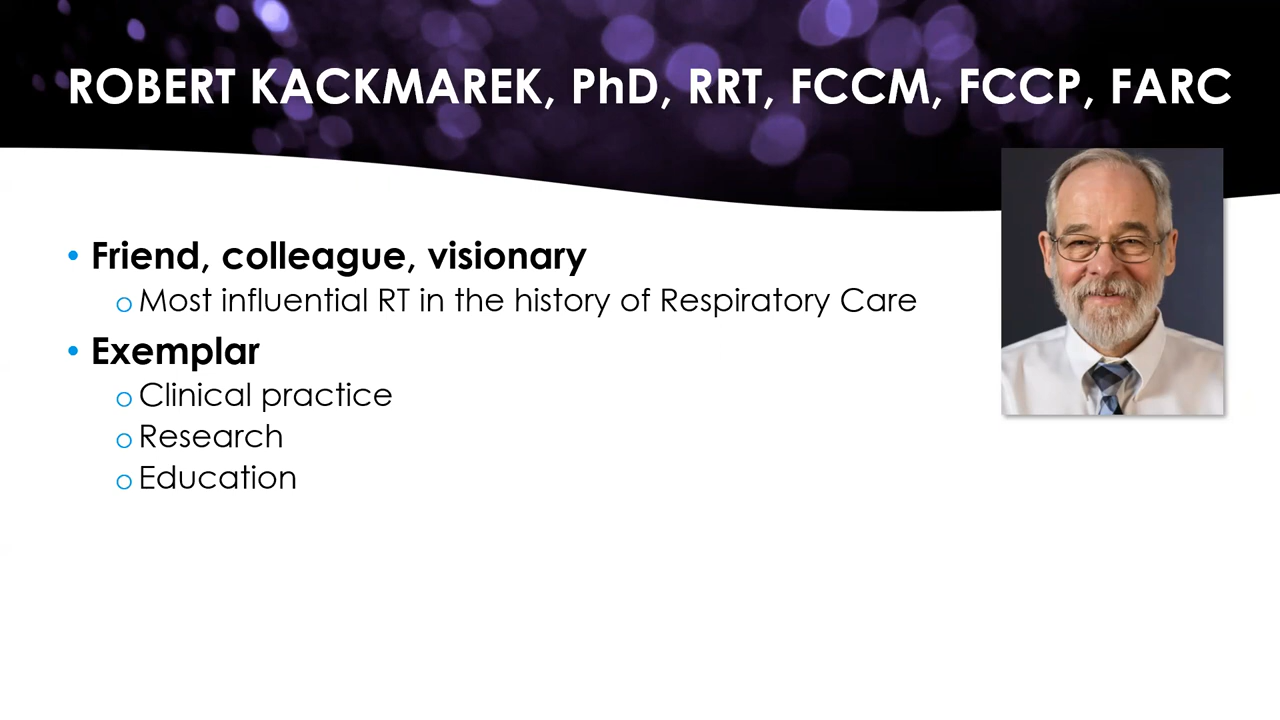 ROBERT KACKMAREK, PhD, RRT, FCCM, FCCP, FARC
• Friend, colleague, visionary
o Most influential RT in the history of Respiratory Care
• Exemplar
o Clinical practice
o Research
o Education